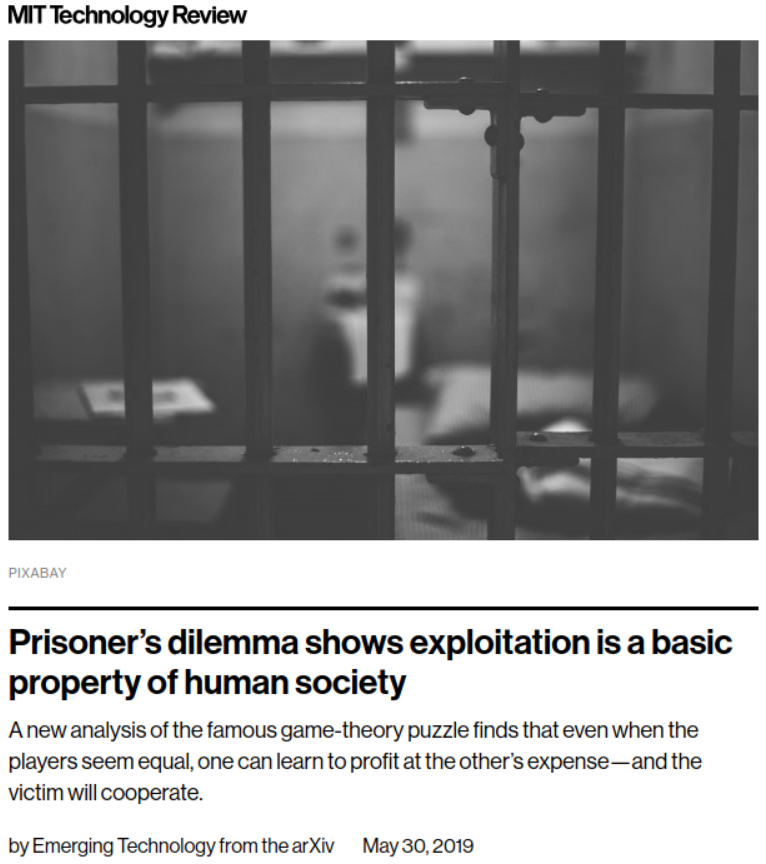 MIT Technology Review
PIXABAY
Prisoner’s dilemma shows exploitation is a basic
property of human society
A new analysis of the famous game-theory puzzle finds that even when the
players seem equal, one can learn to profit at the other’s expense—and the
victim will cooperate.
by Emerging Technology from the arXiv May 30, 2019